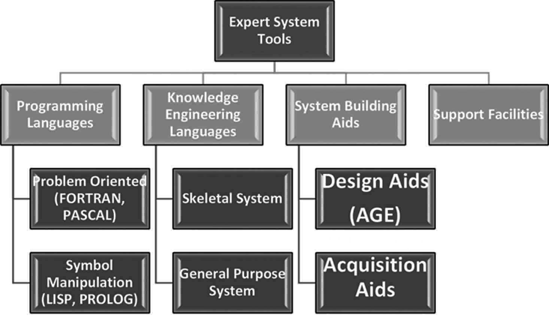 Expert System
Tools
Programming
Languages
Knowledge
Engineering
Languages
System Building
Aids
Support Facilities
Problem Oriented
(FORTRAN,
PASCAL)
Skeletal System
Design Aids
(AGE)
Symbol
Manipulation
(LISP, PROLOG)
General Purpose
System
Acquisition
Aids